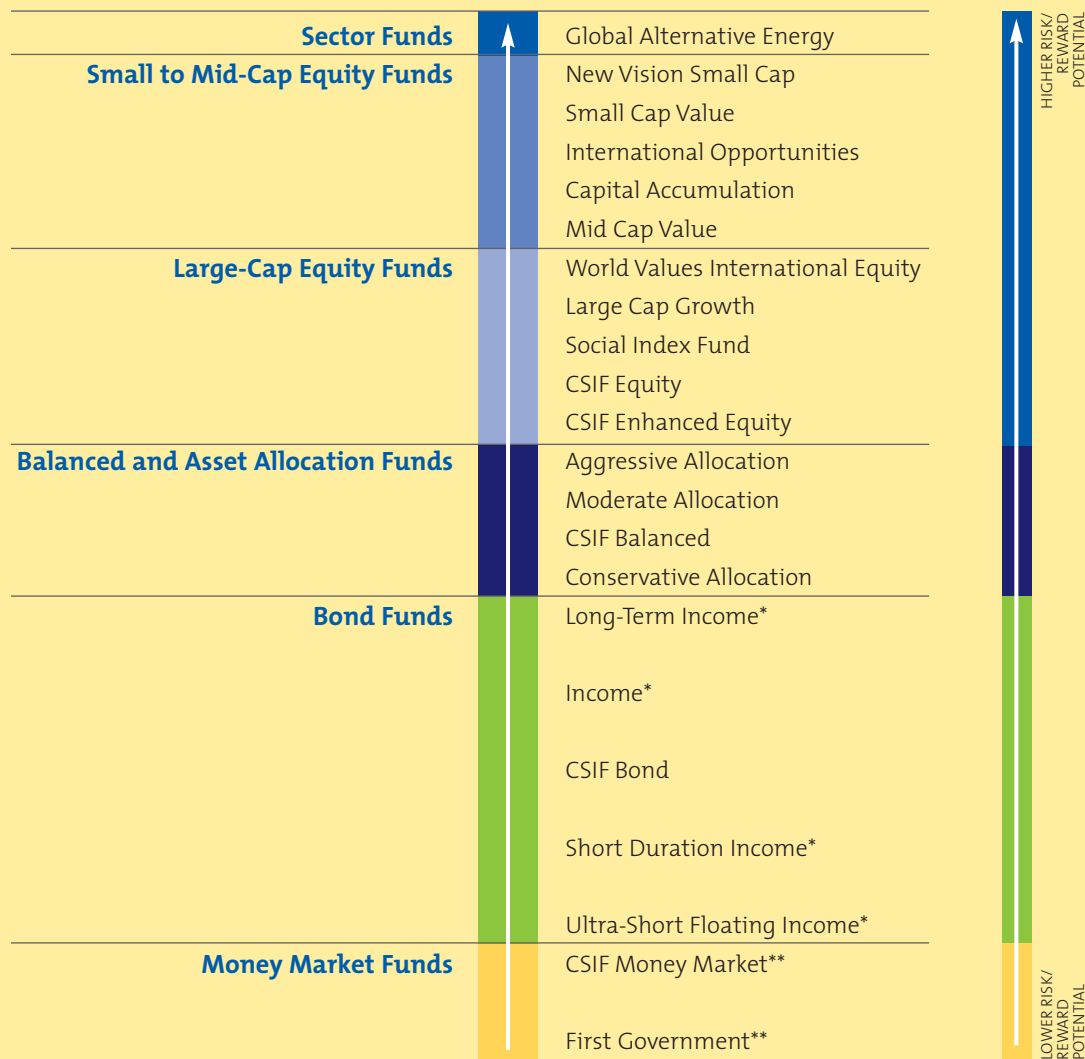 Sector Funds
Global Alternative Energy
Small to Mid-Cap Equity Funds
New Vision Small Cap
Small Cap Value
International Opportunities
Capital Accumulation
Mid Cap Value
Large-Cap Equity Funds
World Values International Equity
Large Cap Growth
Social Index Fund
CSIF Equity
CSIF Enhanced Equity
Balanced and Asset Allocation Funds
Aggressive Allocation
Moderate Allocation
CSIF Balanced
Conservative Allocation
Bond Funds
Long-Term Income*
Income*
CSIF Bond
Short Duration Income*
Ultra-Short Floating Income*
Money Market Funds
CSIF Money Market**
First Government**
HIGHER RISK/
REWARD
POTENTIAL
LOWER RISK/
REWARD
POTENTIAL